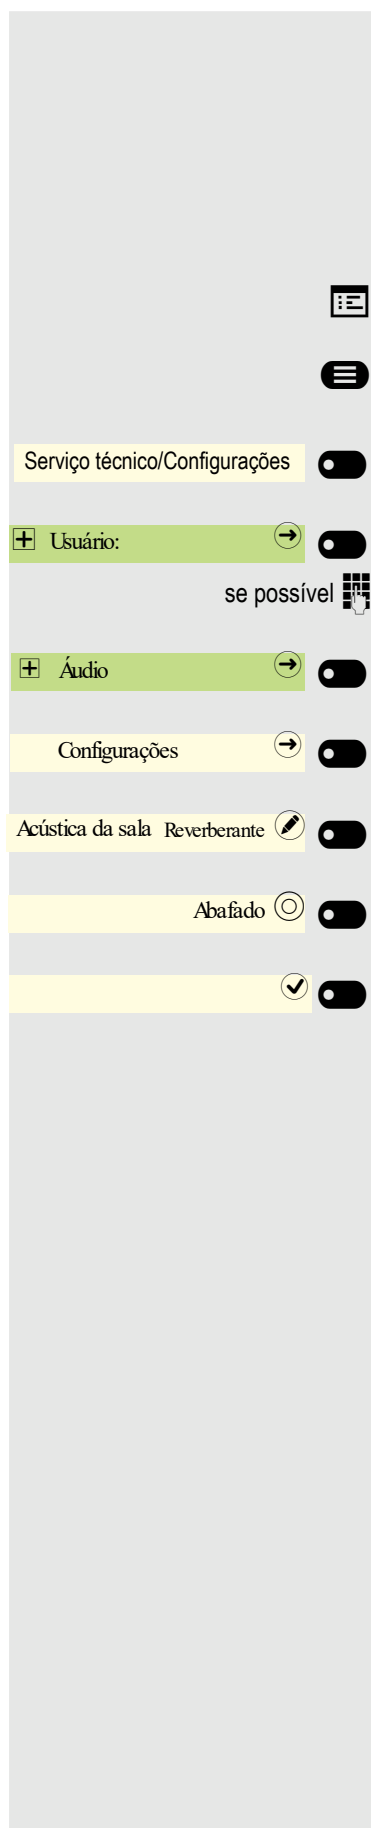 Serviço técnico/Configurações
Usuário:
se possível
Áudio
Configurações
Acústica da sala Reverberante
Abafado